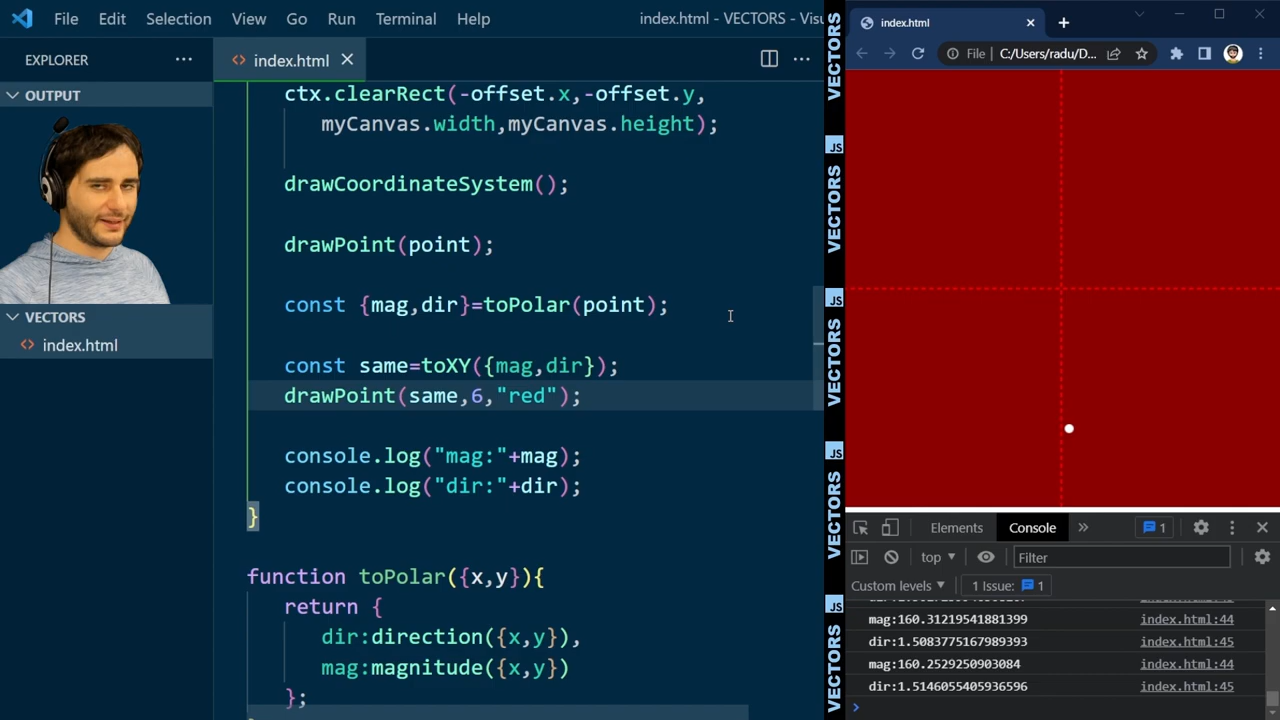 File Edit Selection View Go Run Terminal Help
index.html - VECTORS - Visu
EXPLORER
OUTPUT
VECTORS
index.html
index.html
ctx.clearRect(-offset.x,-offset.y,
myCanvas.width,myCanvas.height);
drawCoordinateSystem();
drawPoint(point);
const {mag,dir}=toPolar(point);
const same=toXY({mag,dir});
drawPoint(same,6,"red");
console.log("mag:"+mag);
console.log("dir:"+dir);
}
function toPolar({x,y}){
return {
dir:direction({x,y}),
mag:magnitude({x,y})
};
VECTORS
JS
VECTORS
JS
VECTORS
JS
VECTORS
JS
VECTORS
index.html
File C:/Users/radu/D...
Elements Console 1
top Filter
Custom levels 1 Issue: 1
mag:160.31219541881399 index.html:44
dir:1.5083775167989393 index.html:45
mag:160.2529250903084 index.html:44
dir:1.5146055405936596 index.html:45